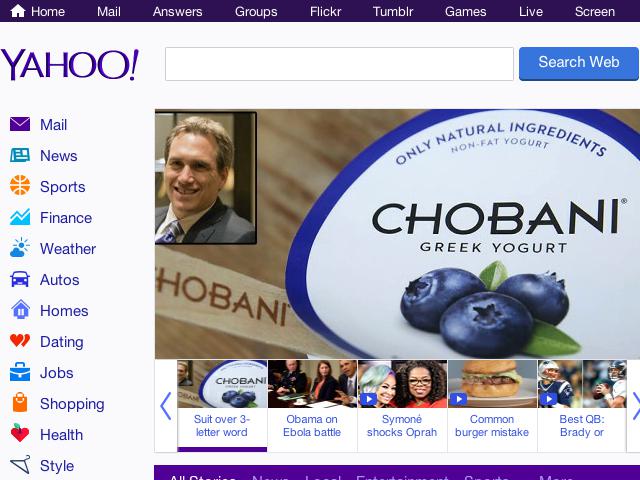 Home Mail Answers Groups Flickr Tumblr Games Live Screen
YAHOO!
Search Web
Mail
News
Sports
Finance
Weather
Autos
Homes
Dating
Jobs
Shopping
Health
Style
ONLY NATURAL INGREDIENTS
NON-FAT YOGURT
CHOBANI®
GREEK YOGURT
HOBANI
CHOBANI
Suit over 3-
letter word
Obama on
Ebola battle
Symoné
shocks Oprah
Common
burger mistake
Best QB:
Brady or
All Stories News Local Entertainment Sports More